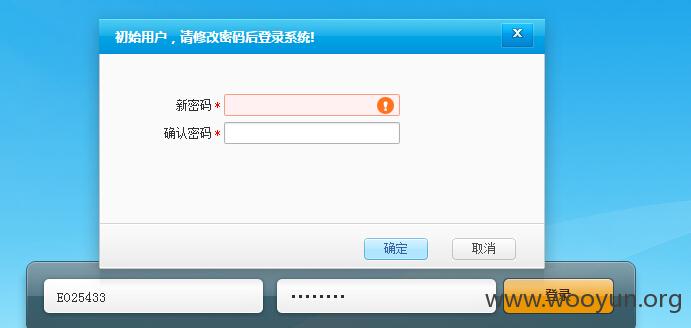 初始用户，请修改密码后登录系统!
x
新密码*
确认密码*
确定
取消
E025433
········
登录
www.wooyun.org